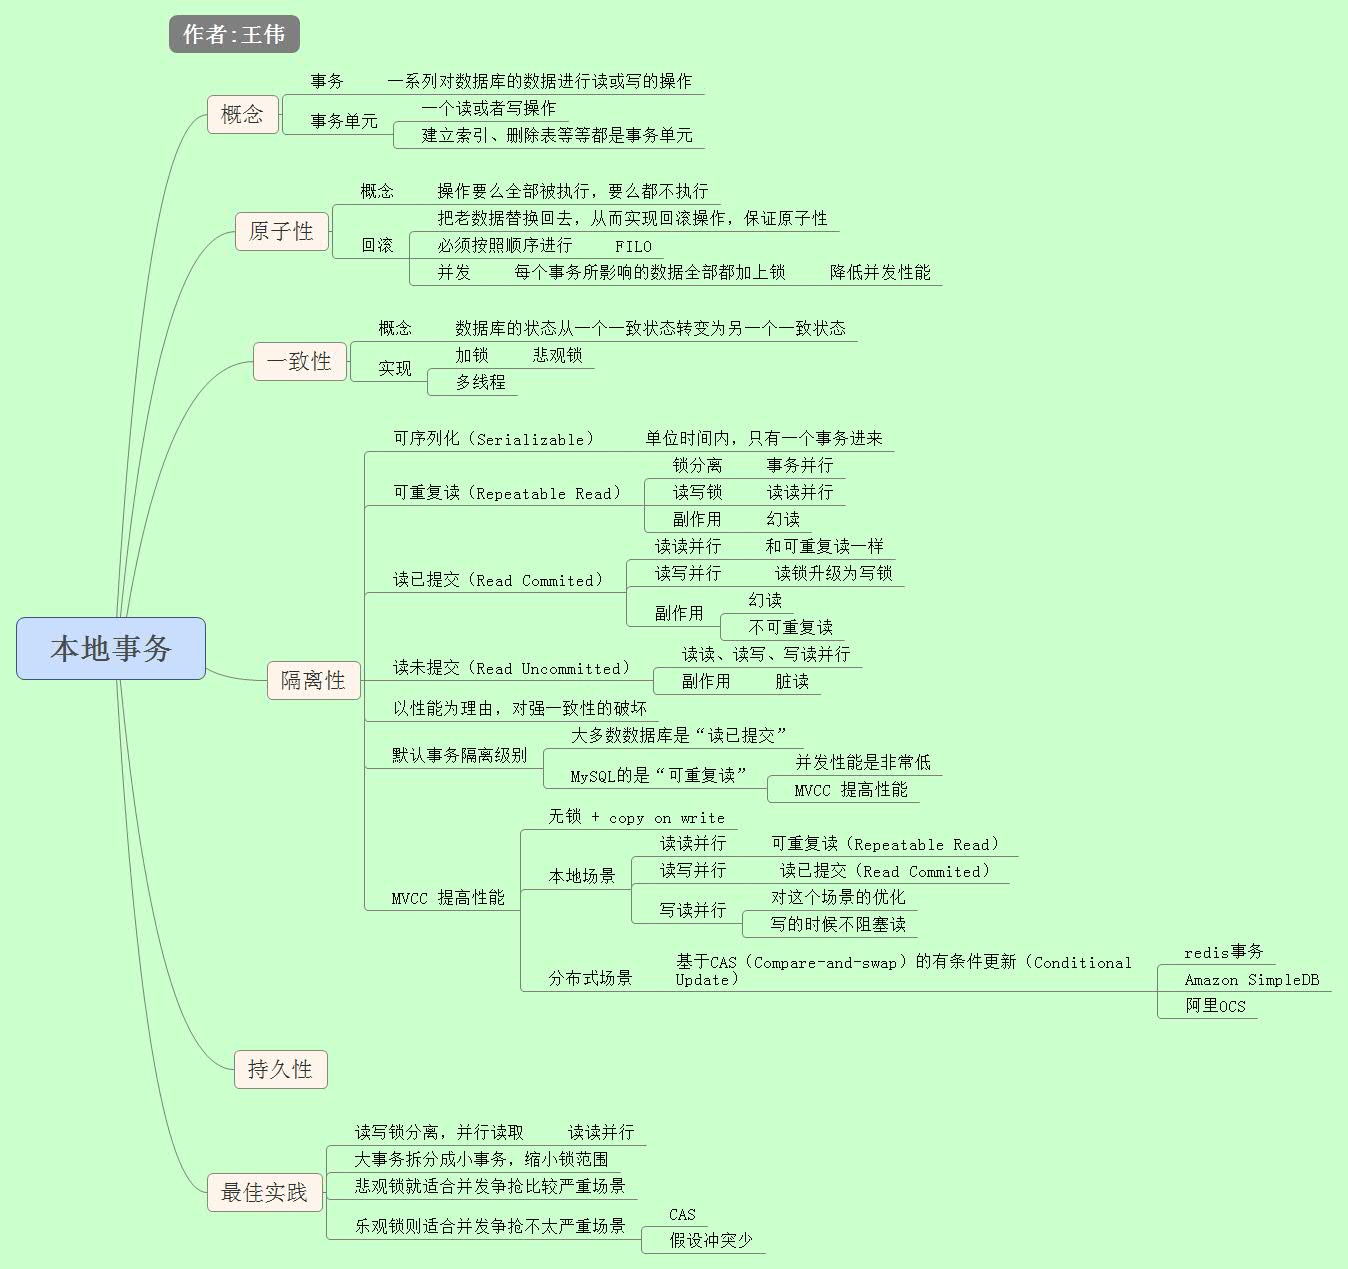 作者:王伟
本地事务
概念
事务
一系列对数据库的数据进行读或写的操作
事务单元
一个读或者写操作
建立索引、删除表等等都是事务单元
原子性
概念
操作要么全部被执行，要么都不执行
回滚
把老数据替换回去，从而实现回滚操作，保证原子性
必须按照顺序进行
FILO
并发
每个事务所影响的数据全部都加上锁
降低并发性能
一致性
概念
数据库的状态从一个一致状态转变为另一个一致状态
实现
加锁
悲观锁
多线程
隔离性
可序列化（Serializable）
单位时间内，只有一个事务进来
可重复读（Repeatable Read）
锁分离
事务并行
读写锁
读读并行
副作用
幻读
读已提交（Read Commited）
读读并行
和可重复读一样
读写并行
读锁升级为写锁
副作用
幻读
不可重复读
读未提交（Read Uncommitted）
读读、读写、写读并行
副作用
脏读
以性能为理由，对强一致性的破坏
默认事务隔离级别
大多数数据库是“读已提交”
MySQL的是“可重复读”
并发性能是非常低
MVCC 提高性能
MVCC 提高性能
无锁 + copy on write
本地场景
读读并行
可重复读（Repeatable Read）
读写并行
读已提交（Read Commited）
写读并行
对这个场景的优化
写的时候不阻塞读
分布式场景
基于CAS（Compare-and-swap）的有条件更新（Conditional
Update）
redis事务
Amazon SimpleDB
阿里OCS
持久性
最佳实践
读写锁分离，并行读取
读读并行
大事务拆分成小事务，缩小锁范围
悲观锁就适合并发争抢比较严重场景
乐观锁则适合并发争抢不太严重场景
CAS
假设冲突少